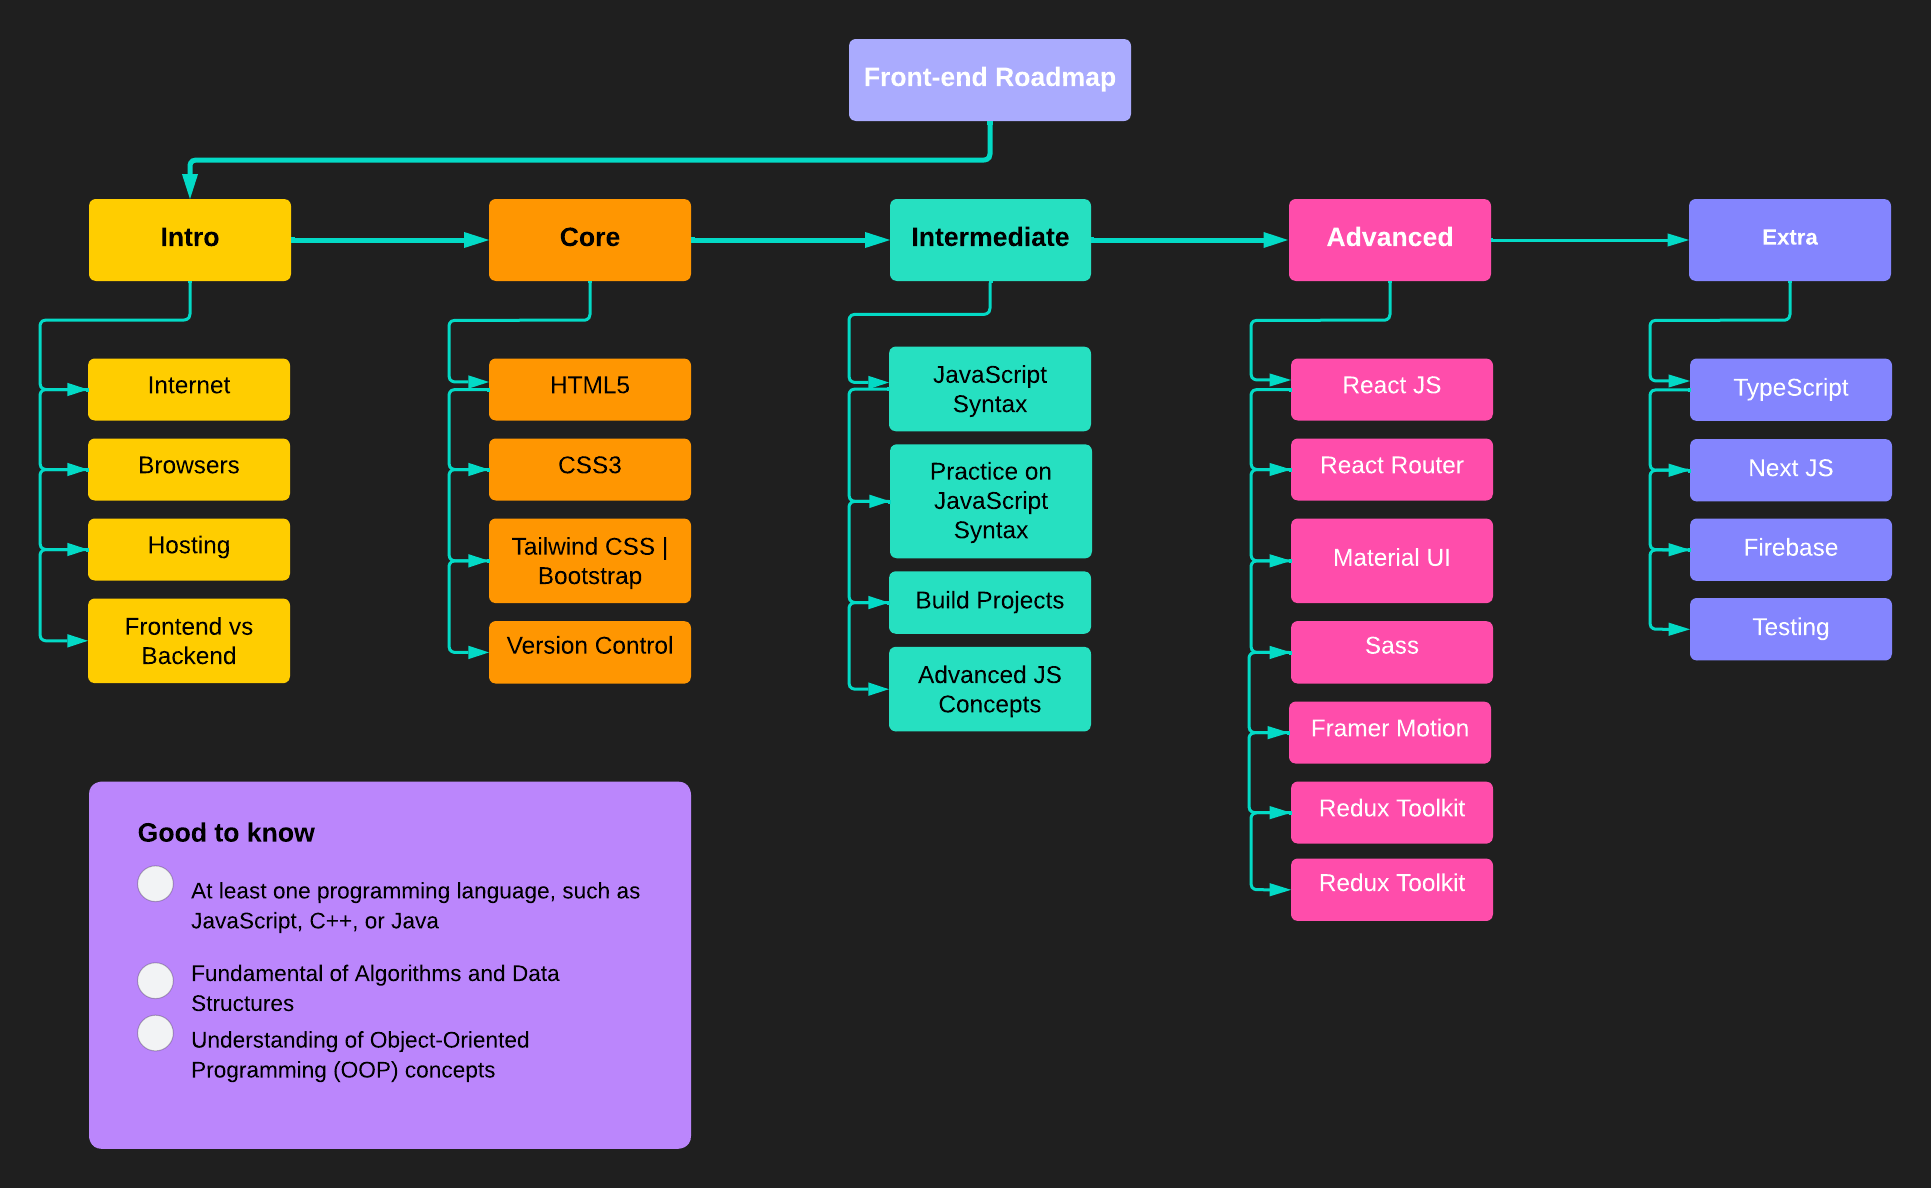 Front-end Roadmap
Intro
Core
Intermediate
Advanced
Extra
Internet
Browsers
Hosting
Frontend vs
Backend
HTML5
CSS3
Tailwind CSS |
Bootstrap
Version Control
JavaScript
Syntax
Practice on
JavaScript
Syntax
Build Projects
Advanced JS
Concepts
React JS
React Router
Material UI
Sass
Framer Motion
Redux Toolkit
Redux Toolkit
TypeScript
Next JS
Firebase
Testing
Good to know
At least one programming language, such as
JavaScript, C++, or Java
Fundamental of Algorithms and Data
Structures
Understanding of Object-Oriented
Programming (OOP) concepts